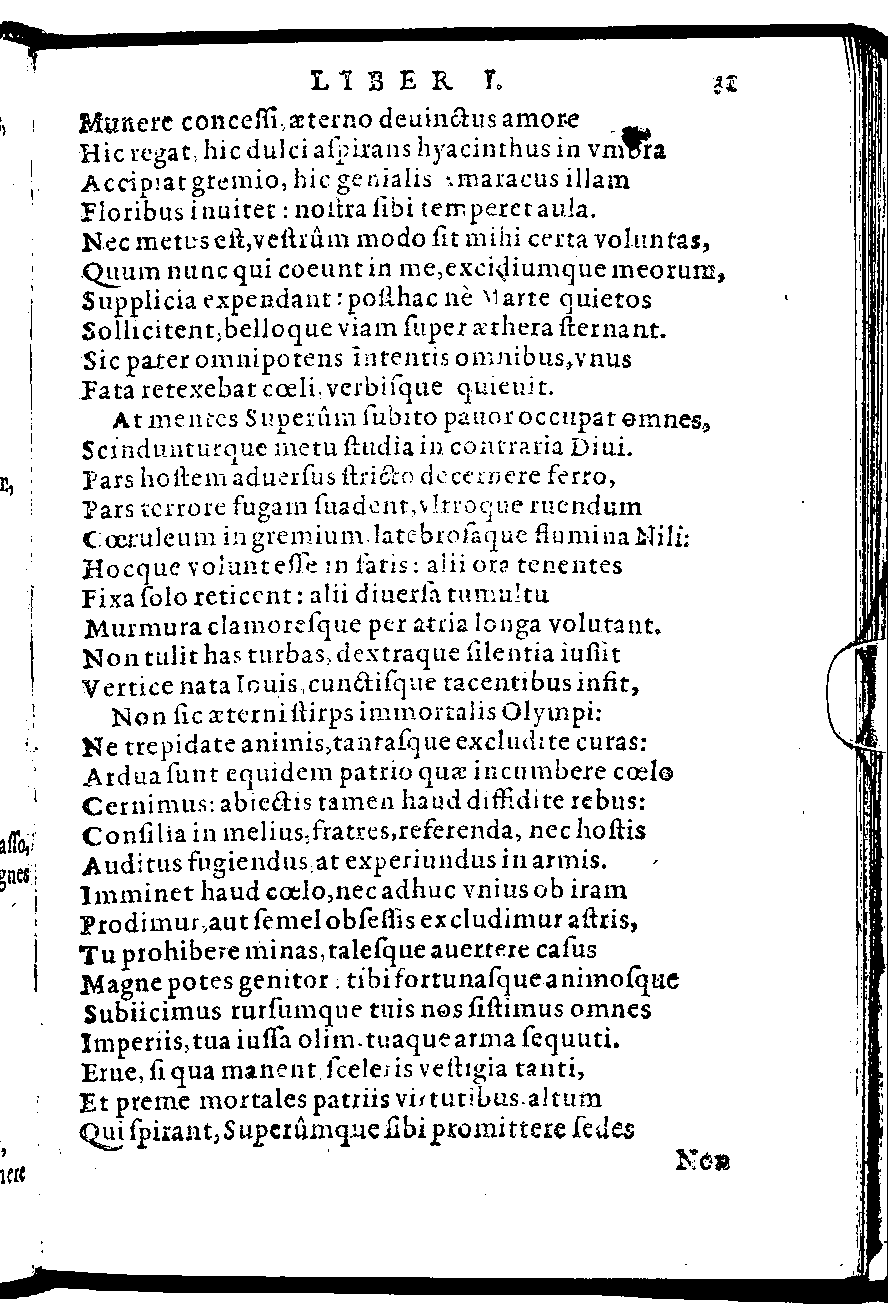 LIBER I.
Munere concessi, æterno deuinctus amore
Hic regat, hic dulci aſpirans hyacinthus in vmbra
Accipiat gremio, hic genialis amaracus illam
Floribus inuitet: noſtra ſibi temperet aula.
Nec metus eſt, veſtrûm modo ſit mihi certa voluntas,
Quum nunc qui coeunt in me, excidiumque meorum,
Supplicia expendant: poſthac nè Marte quietos
Sollicitent, belloque viam ſuper æthera ſternant.
Sic pater omnipotens intentis omnibus, vnus
Fata retexebat cœli, verbiſque quieuit.
At mentes Superûm ſubito pauor occupat omnes,
Scindunturque metu ſtudia in contraria Diui.
Pars hoſtem aduerſus ſtricto decernere ferro,
Pars terrore fugam ſuadent, vltroque ruendum
Cœruleum in gremium, latebroſaque flumina Nili:
Hocque volunt eſſe in fatis: alii ora tenentes
Fixa ſolo reticent: alii diuerſa tumultu
Murmura clamoreſque per atria longa volutant.
Non tulit has turbas, dextraque ſilentia iuſſit
Vertice nata Iouis, cunctiſque tacentibus infit,
Non ſic æterni ſtirps immortalis Olympi:
Ne trepidate animis, tantaſque excludite curas:
Ardua ſunt equidem patrio quæ incumbere cœlo
Cernimus: abiectis tamen haud diffidite rebus:
Conſilia in melius, fratres, referenda, nec hoſtis
Auditus fugiendus, at experiundus in armis.
Imminet haud cœlo, nec adhuc vnius ob iram
Prodimur, aut ſemel obſeſſis excludimur aſtris,
Tu prohibere minas, taleſque auertere caſus
Magne potes genitor: tibi fortunaſque animoſque
Subiicimus rurſumque tuis nos ſiſtimus omnes
Imperiis, tua iuſſa olim, tuaque arma ſequuti.
Erue, ſi qua manent ſceleris veſtigia tanti,
Et preme mortales patriis virtutibus, altum
Qui ſpirant, Superûmque ſibi promittere ſedes
Non